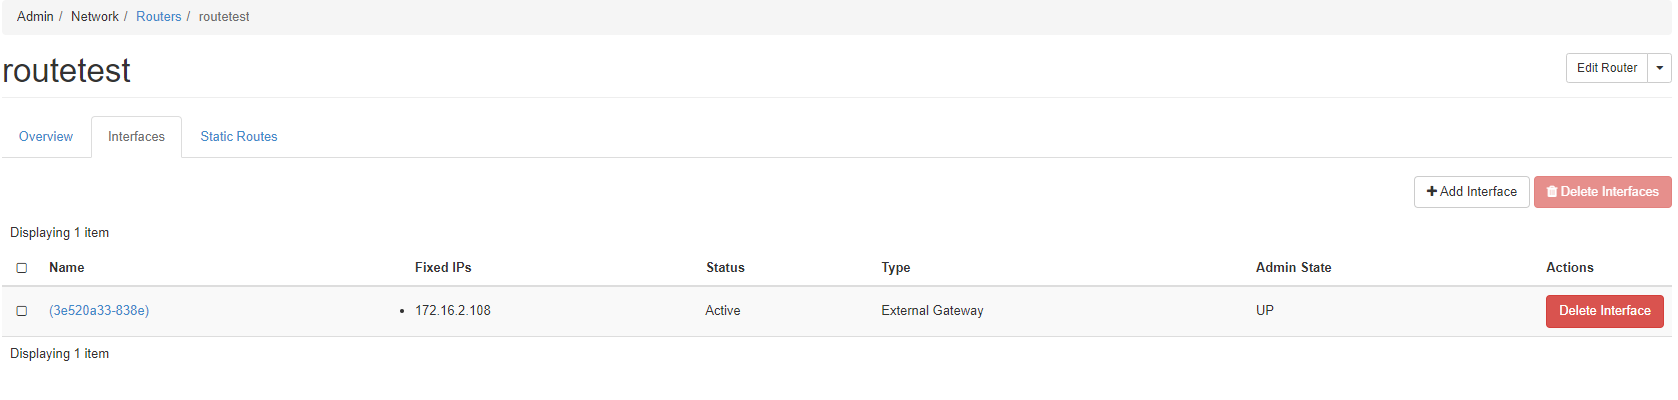 Admin / Network / Routers / routetest
routetest
Edit Router
Overview Interfaces Static Routes
Add Interface Delete Interfaces
Displaying 1 item
Name Fixed IPs Status Type Admin State Actions
(3e520a33-838e) • 172.16.2.108 Active External Gateway UP Delete Interface
Displaying 1 item